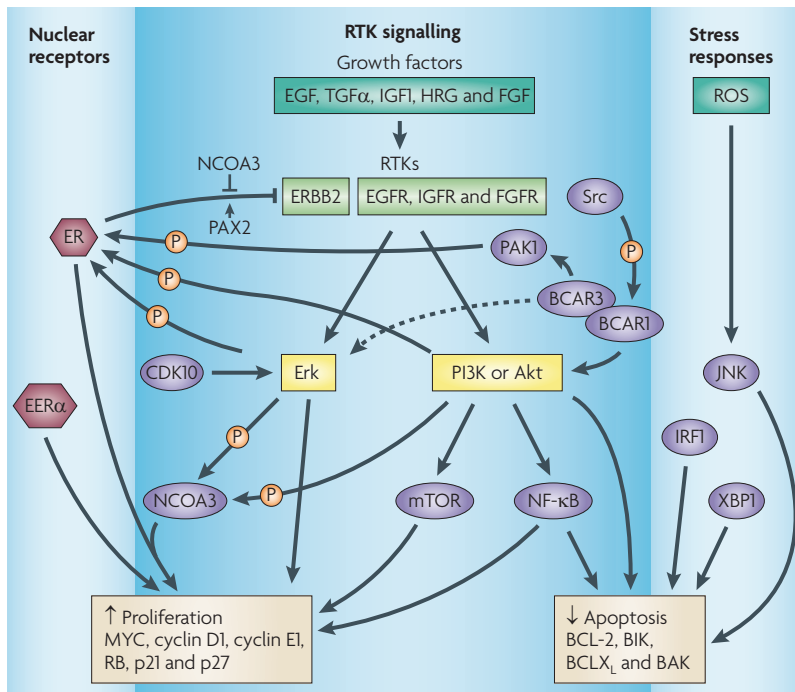 Nuclear
receptors
RTK signalling
Stress
responses
Growth factors
EGF, TGFα, IGF1, HRG and FGF
ROS
NCOA3
RTKs
ERBB2
EGFR, IGFR and FGFR
Src
PAX2
ER
P
PAK1
P
P
BCAR3
P
BCAR1
CDK10
Erk
PI3K or Akt
JNK
EERα
P
IRF1
NCOA3
P
mTOR
NF-κB
XBP1
↑ Proliferation
MYC, cyclin D1, cyclin E1,
RB, p21 and p27
↓ Apoptosis
BCL-2, BIK,
BCLXL and BAK